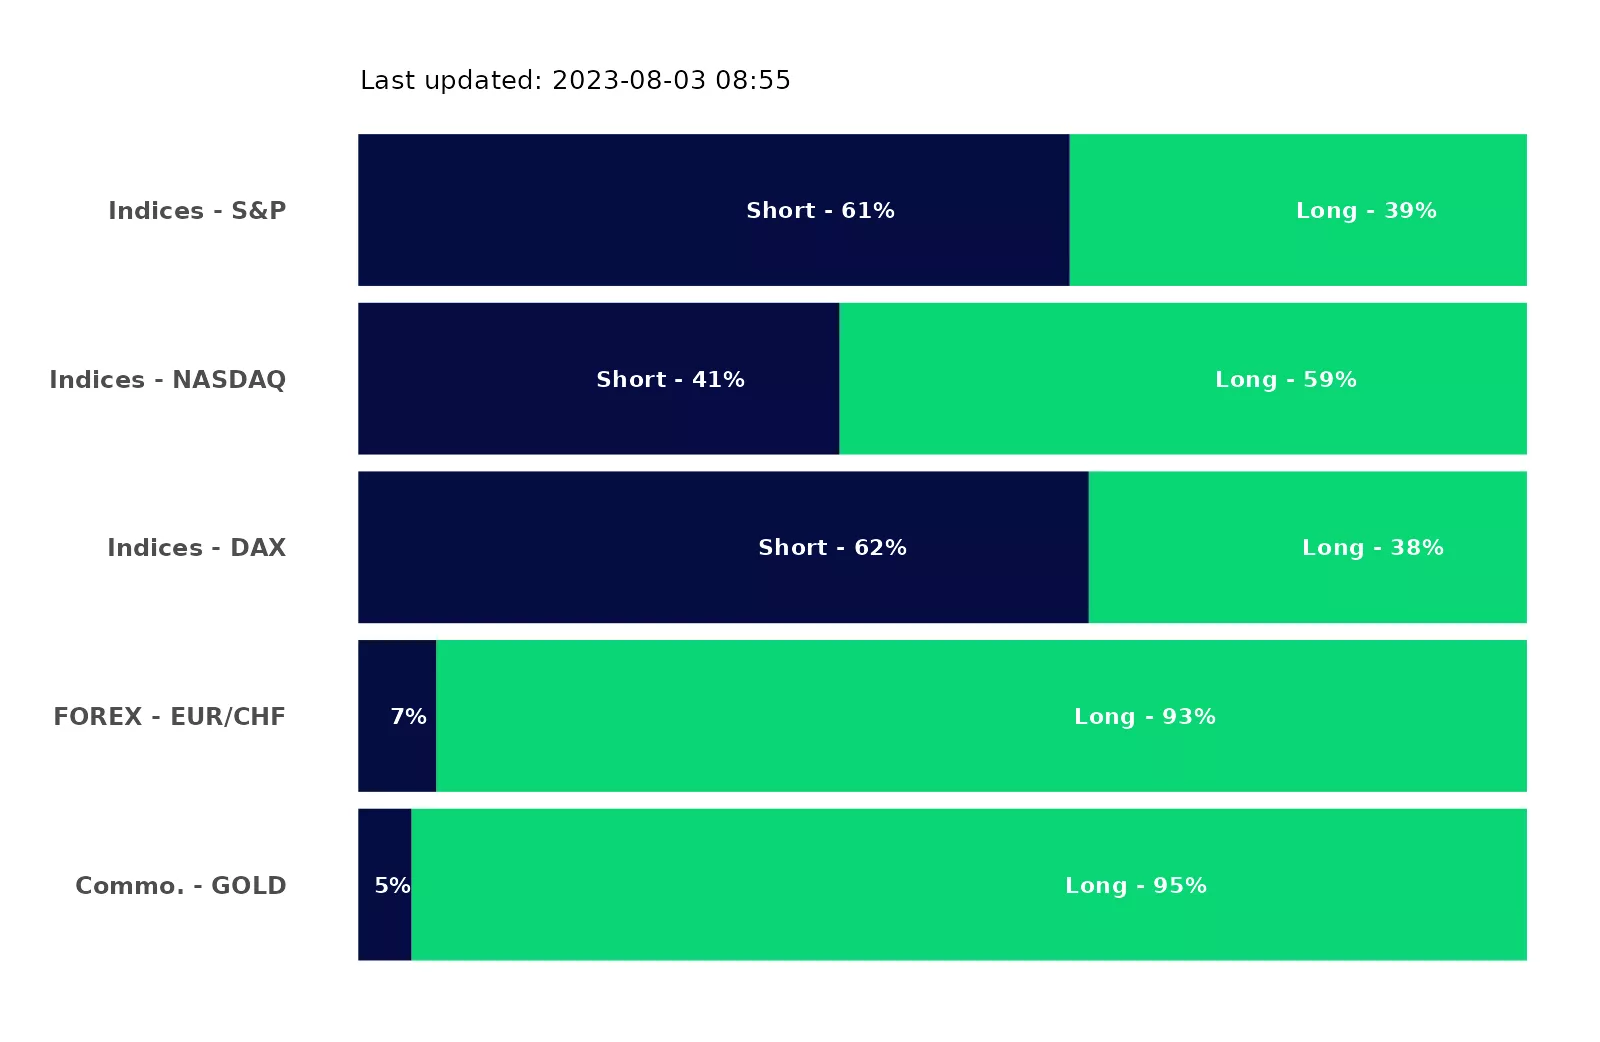 Last updated: 2023-08-03 08:55
Indices - S&P Short - 61% Long - 39%
Indices - NASDAQ Short - 41% Long - 59%
Indices - DAX Short - 62% Long - 38%
FOREX - EUR/CHF 7% Long - 93%
Commo. - GOLD 5% Long - 95%